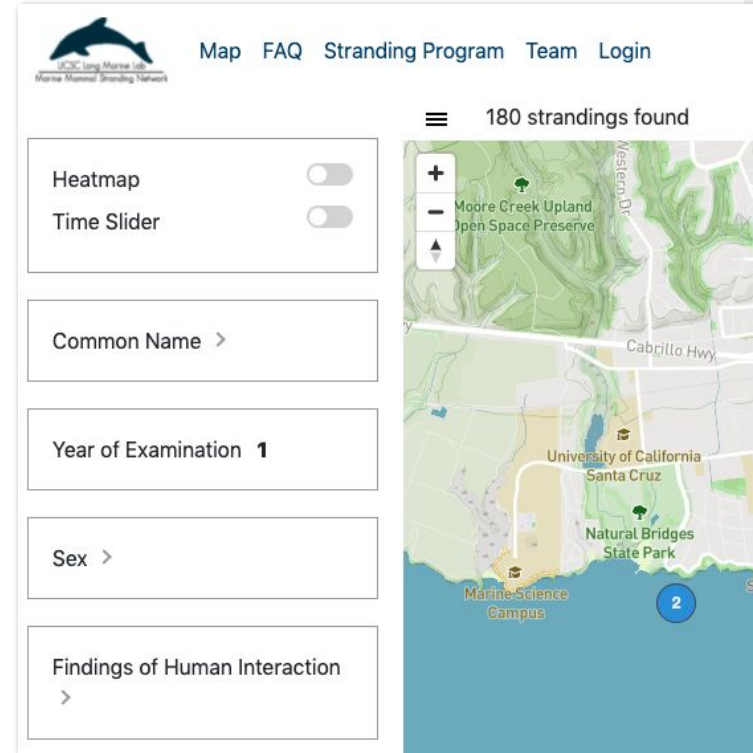 UCSC Long Marine Lab
Marine Mammal Stranding Network
Map FAQ Stranding Program Team Login
180 strandings found
Heatmap
Time Slider
Common Name >
Year of Examination 1
Sex >
Findings of Human Interaction
>
+
−
Western Dr
Moore Creek Upland
Open Space Preserve
Cabrillo Hwy
University of California
Santa Cruz
Natural Bridges
State Park
Marine Science
Campus
2